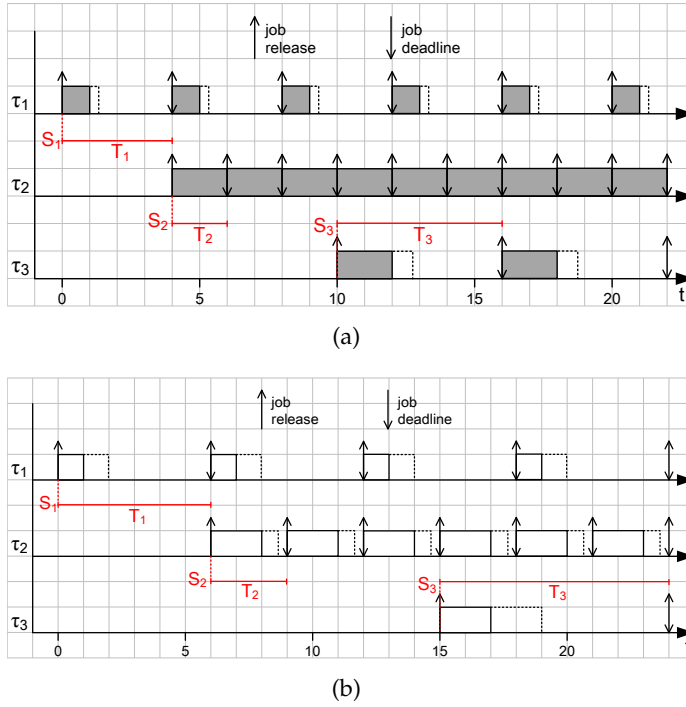 job
release
job
deadline
τ1
S1
T1
τ2
S2
T2
S3
T3
τ3
0 5 10 15 20 t
(a)
job
release
job
deadline
τ1
S1
T1
τ2
S2
T2
S3
T3
τ3
0 5 10 15 20
(b)